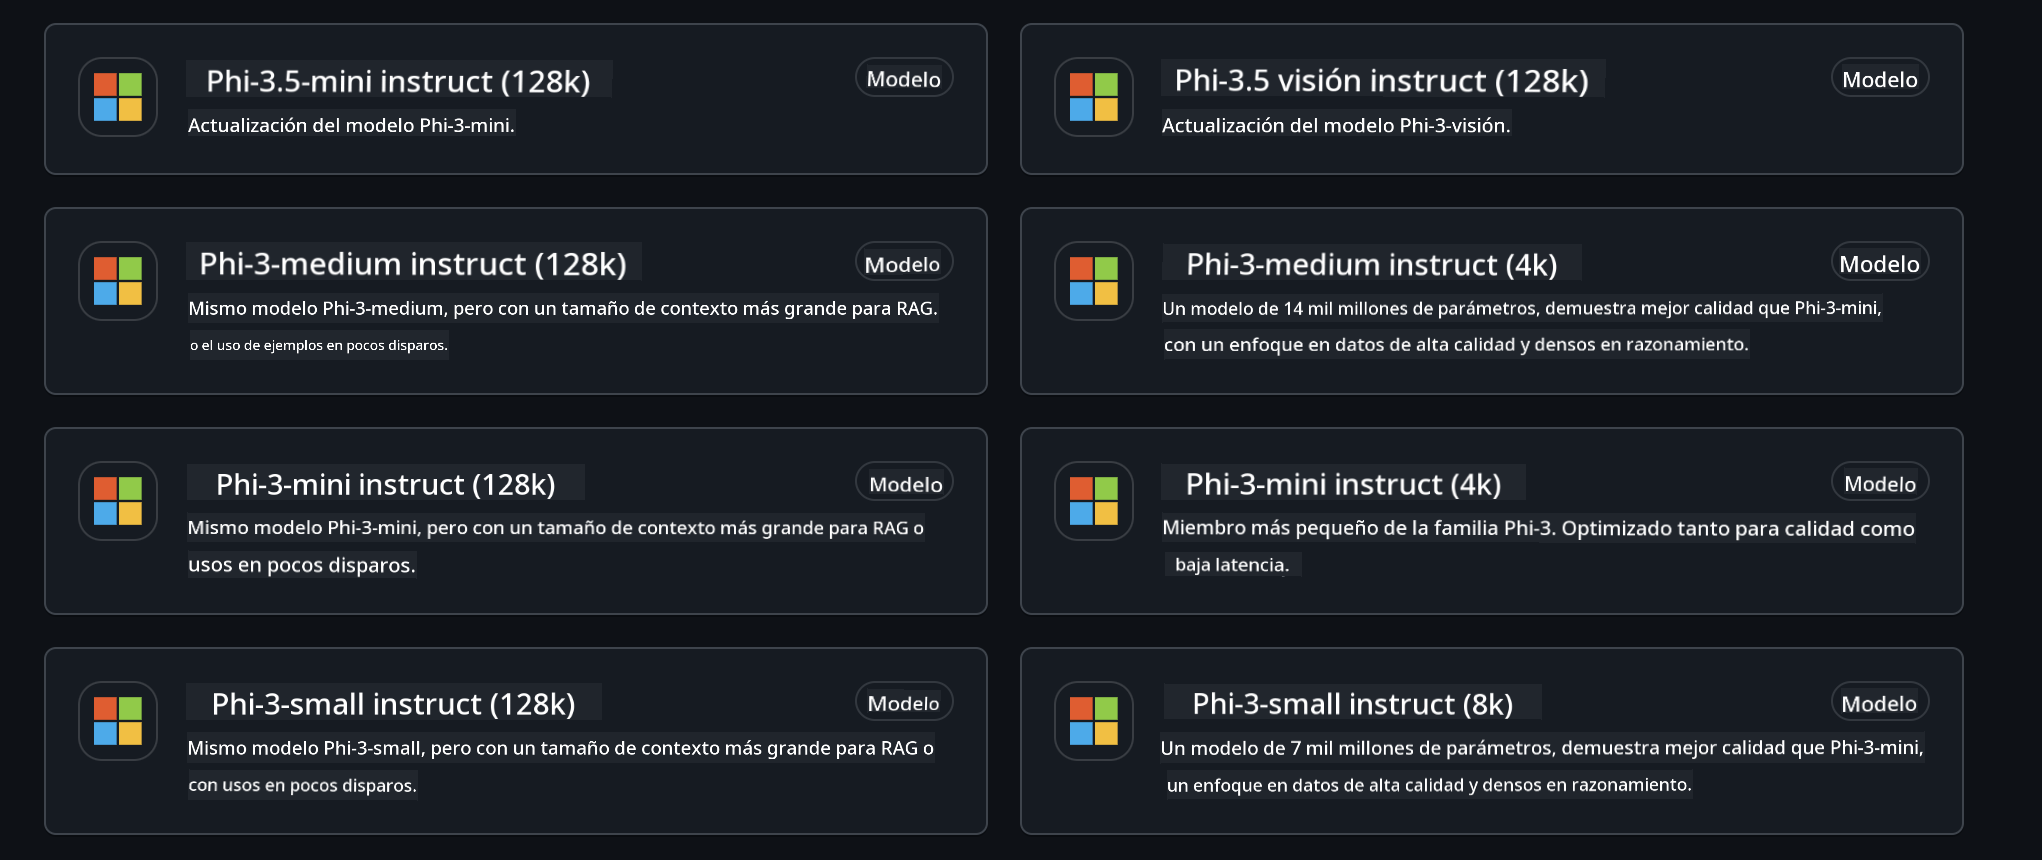 Phi-3.5-mini instruct (128k)
Modelo
Actualización del modelo Phi-3-mini.
Phi-3.5 visión instruct (128k)
Modelo
Actualización del modelo Phi-3-visión.
Phi-3-medium instruct (128k)
Modelo
Mismo modelo Phi-3-medium, pero con un tamaño de contexto más grande para RAG.
o el uso de ejemplos en pocos disparos.
Phi-3-medium instruct (4k)
Modelo
Un modelo de 14 mil millones de parámetros, demuestra mejor calidad que Phi-3-mini,
con un enfoque en datos de alta calidad y densos en razonamiento.
Phi-3-mini instruct (128k)
Modelo
Mismo modelo Phi-3-mini, pero con un tamaño de contexto más grande para RAG o
usos en pocos disparos.
Phi-3-mini instruct (4k)
Modelo
Miembro más pequeño de la familia Phi-3. Optimizado tanto para calidad como
baja latencia.
Phi-3-small instruct (128k)
Modelo
Mismo modelo Phi-3-small, pero con un tamaño de contexto más grande para RAG o
con usos en pocos disparos.
Phi-3-small instruct (8k)
Modelo
Un modelo de 7 mil millones de parámetros, demuestra mejor calidad que Phi-3-mini,
un enfoque en datos de alta calidad y densos en razonamiento.